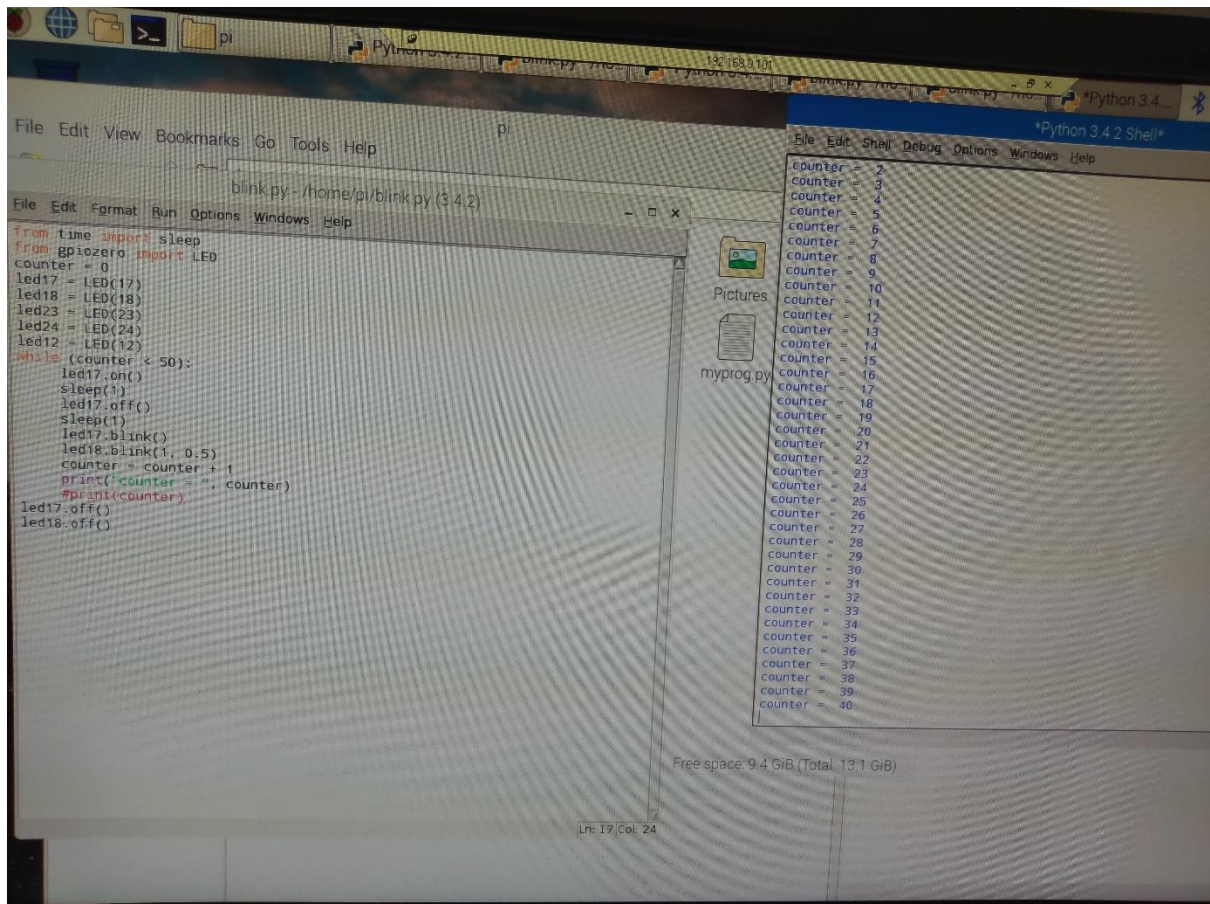 pi
Python 3.4.2 ...
192.168.0.101
*Python 3.4...
pi
File Edit View Bookmarks Go Tools Help
blink.py - /home/pi/blink.py (3.4.2)
File Edit Format Run Options Windows Help
from time import sleep
from gpiozero import LED
counter = 0
led17 = LED(17)
led18 = LED(18)
led23 = LED(23)
led24 = LED(24)
led12 = LED(12)
while (counter < 50):
led17.on()
sleep(1)
led17.off()
sleep(1)
led17.blink()
led18.blink(1, 0.5)
counter = counter + 1
print("counter = ", counter)
#print(counter)
led17.off()
led18.off()
Ln: 17 Col: 24
Pictures
myprog.py
*Python 3.4.2 Shell*
File Edit Shell Debug Options Windows Help
counter = 2
counter = 3
counter = 4
counter = 5
counter = 6
counter = 7
counter = 8
counter = 9
counter = 10
counter = 11
counter = 12
counter = 13
counter = 14
counter = 15
counter = 16
counter = 17
counter = 18
counter = 19
counter = 20
counter = 21
counter = 22
counter = 23
counter = 24
counter = 25
counter = 26
counter = 27
counter = 28
counter = 29
counter = 30
counter = 31
counter = 32
counter = 33
counter = 34
counter = 35
counter = 36
counter = 37
counter = 38
counter = 39
counter = 40
Free space: 9.4 GiB (Total: 13.1 GiB)